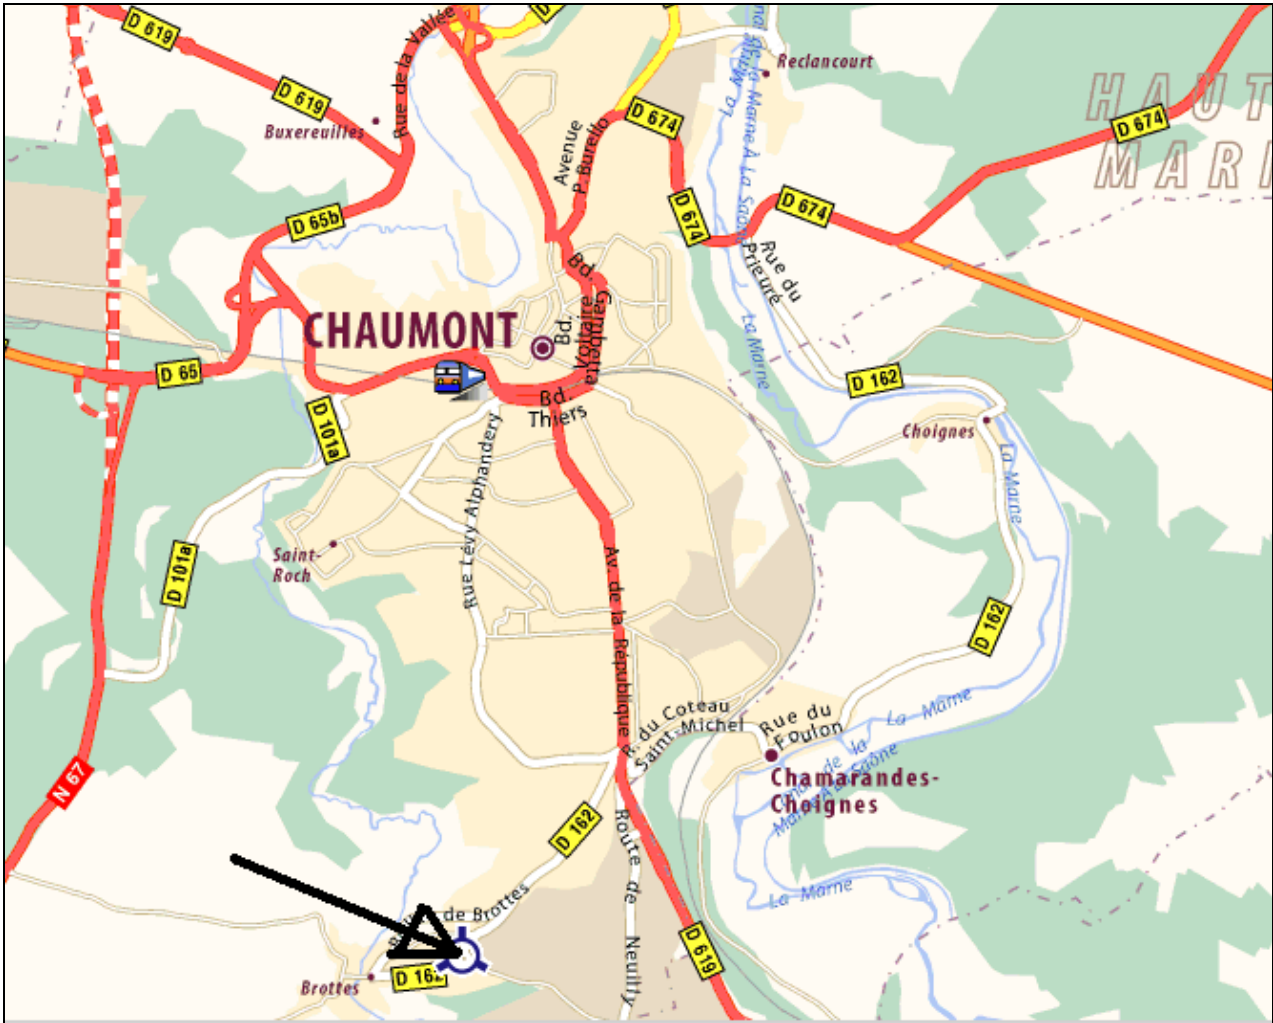 D 619
Rue de la Vallée
D
Reclancourt
D 619
Buxereuilles
D 674
D 674
HAUT
MARI
Avenue
P. Burello
La Marne
nal de la Marne À La Saône
D 65b
D 674
D 674
Rue du
Prieuré
Bd.
Gambetta
Bd.
Voltaire
CHAUMONT
La Marne
D 65
D 162
Bd.
Thiers
D 101a
Choignes
La Marne
Rue Lévy Alphandery
Saint-
Roch
D 101a
Av. de la République
D 162
R. du Coteau
Saint-Michel
Rue du
Foulon
La Marne
N 67
Chamarandes-
Choignes
de la
Marne À La Saône
D 162
Route de Neuilly
La Marne
de Brottes
D 619
D 162
Brottes